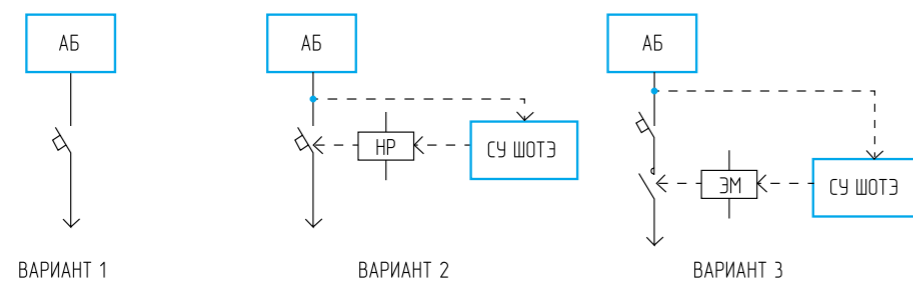 АБ
АБ
АБ
НР
СУ ШОТЭ
ЭМ
СУ ШОТЭ
ВАРИАНТ 1
ВАРИАНТ 2
ВАРИАНТ 3